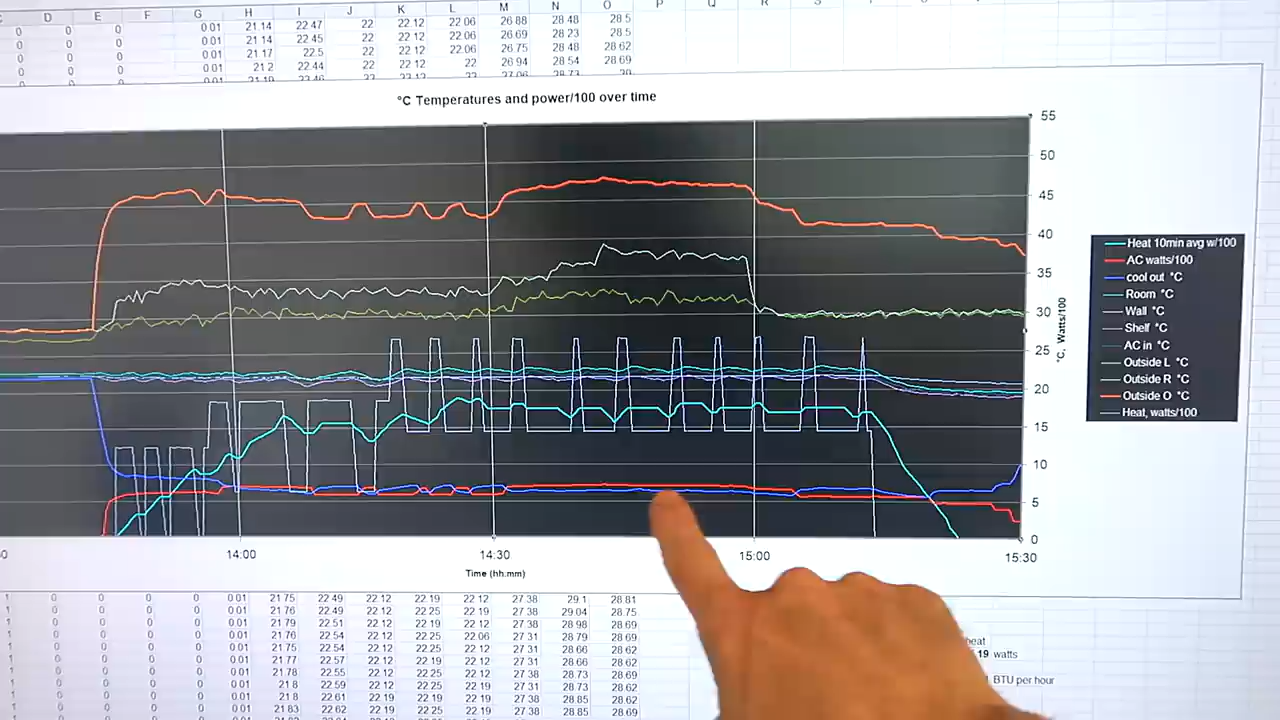 D E F G H I J K L M N O P Q R S
0 0 0 0.01 21.14 22.47 22 22.12 22.06 26.88 28.48 28.5
0 0 0 0.01 21.14 22.45 22 22.12 22.06 26.69 28.23 28.5
0 0 0 0.01 21.17 22.5 22 22.12 22.06 26.75 28.48 28.62
0 0 0 0.01 21.2 22.44 22 22.12 22 26.94 28.54 28.69
°C Temperatures and power/100 over time
55
50
45
40
35
30
25
20
15
10
5
0
°C, Watts/100
Heat 10min avg w/100
AC watts/100
cool out °C
Room °C
Wall °C
Shelf °C
AC in °C
Outside L °C
Outside R °C
Outside O °C
Heat, watts/100
14:00 14:30 15:00 15:30
Time (hh.mm)
1 0 0 0 0.01 21.75 22.49 22.12 22.19 22.12 27.38 29.1 28.81
1 0 0 0 0.01 21.76 22.49 22.12 22.25 22.19 27.38 29.04 28.75
1 0 0 0 0.01 21.79 22.51 22.12 22.19 22.12 27.38 28.98 28.69
1 0 0 0 0.01 21.76 22.54 22.12 22.25 22.06 27.31 28.79 28.69
1 0 0 0 0.01 21.75 22.54 22.12 22.25 22.12 27.31 28.66 28.62
1 0 0 0 0.01 21.77 22.57 22.12 22.19 22.12 27.31 28.66 28.62
1 0 0 0 0.01 21.78 22.55 22.12 22.25 22.12 27.38 28.73 28.69
1 0 0 0 0.01 21.8 22.59 22.12 22.25 22.19 27.31 28.73 28.62
1 0 0 0 0.01 21.8 22.61 22.19 22.19 22.19 27.38 28.85 28.62
1 0 0 0 0.01 21.83 22.62 22.19 22.25 22.19 27.38 28.85 28.69
heat
19 watts
BTU per hour